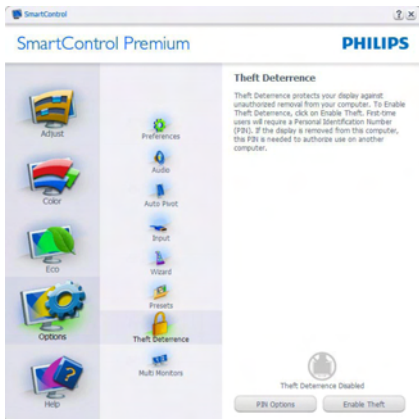 SmartControl
SmartControl Premium
PHILIPS
Adjust
Color
Eco
Options
Help
Preferences
Audio
Auto Pivot
Input
Wizard
Presets
Theft Deterrence
Multi Monitors
Theft Deterrence
Theft Deterrence protects your display against
unauthorized removal from your computer. To Enable
Theft Deterrence, click on Enable Theft. First-time
users will require a Personal Identification Number
(PIN). If the display is removed from this computer,
this PIN is needed to authorize use on another
computer.
Theft Deterrence Disabled
PIN Options
Enable Theft